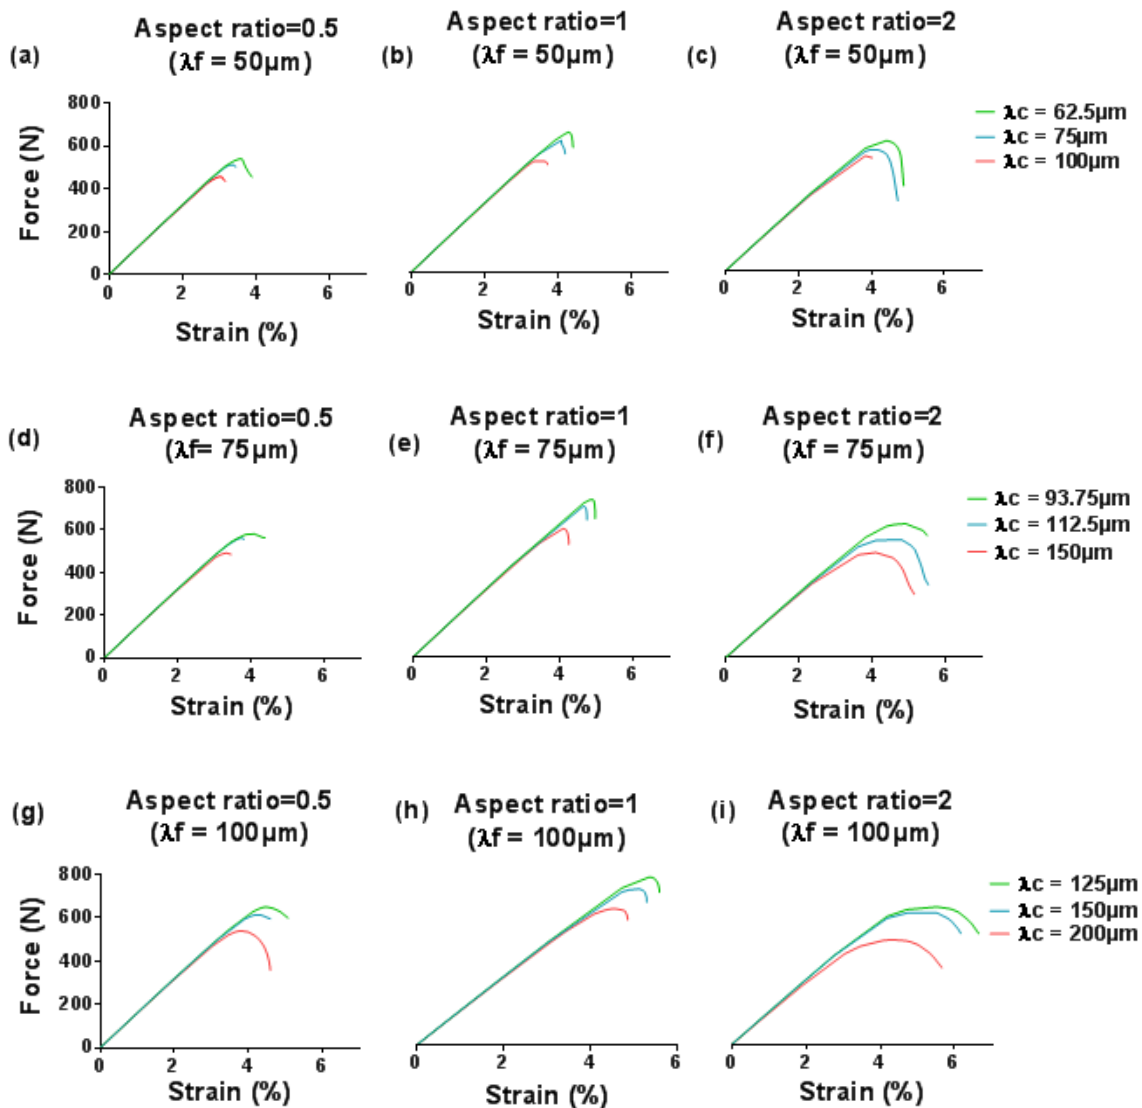 Aspect ratio=0.5
(λf = 50μm)
(a)
Aspect ratio=1
(λf = 50μm)
(b)
Aspect ratio=2
(λf = 50μm)
(c)
800
600
400
200
0
Force (N)
0 2 4 6
Strain (%)
0 2 4 6
Strain (%)
0 2 4 6
Strain (%)
λc = 62.5μm
λc = 75μm
λc = 100μm
Aspect ratio=0.5
(λf= 75μm)
(d)
Aspect ratio=1
(λf = 75μm)
(e)
Aspect ratio=2
(λf = 75μm)
(f)
800
600
400
200
0
Force (N)
0 2 4 6
Strain (%)
0 2 4 6
Strain (%)
0 2 4 6
Strain (%)
λc = 93.75μm
λc = 112.5μm
λc = 150μm
Aspect ratio=0.5
(λf = 100μm)
(g)
Aspect ratio=1
(λf = 100μm)
(h)
Aspect ratio=2
(λf = 100μm)
(i)
800
600
400
200
0
Force (N)
0 2 4 6
Strain (%)
0 2 4 6
Strain (%)
0 2 4 6
Strain (%)
λc = 125μm
λc = 150μm
λc = 200μm